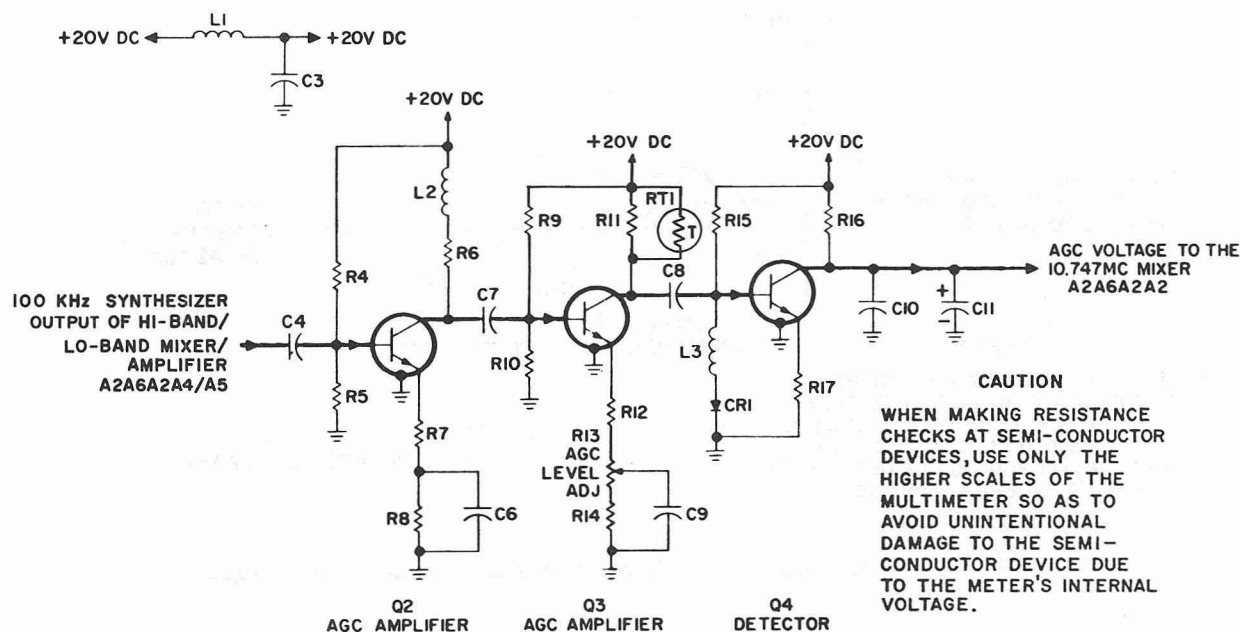 L1
+20V DC
+20V DC
C3
+20V DC
+20V DC
+20V DC
L2
R9
R11
RT1
T
R15
R16
R6
AGC VOLTAGE TO THE
10.747MC MIXER
A2A6A2A2
R4
C8
C7
100 KHz SYNTHESIZER
OUTPUT OF HI-BAND/
LO-BAND MIXER/
AMPLIFIER
A2A6A2A4/A5
C4
C10
+
-
C11
L3
R10
R5
R17
CR1
R12
R7
R13
AGC
LEVEL
ADJ
R8
C6
R14
C9
CAUTION
WHEN MAKING RESISTANCE
CHECKS AT SEMI-CONDUCTOR
DEVICES, USE ONLY THE
HIGHER SCALES OF THE
MULTIMETER SO AS TO
AVOID UNINTENTIONAL
DAMAGE TO THE SEMI-
CONDUCTOR DEVICE DUE
TO THE METER'S INTERNAL
VOLTAGE.
Q2
AGC AMPLIFIER
Q3
AGC AMPLIFIER
Q4
DETECTOR